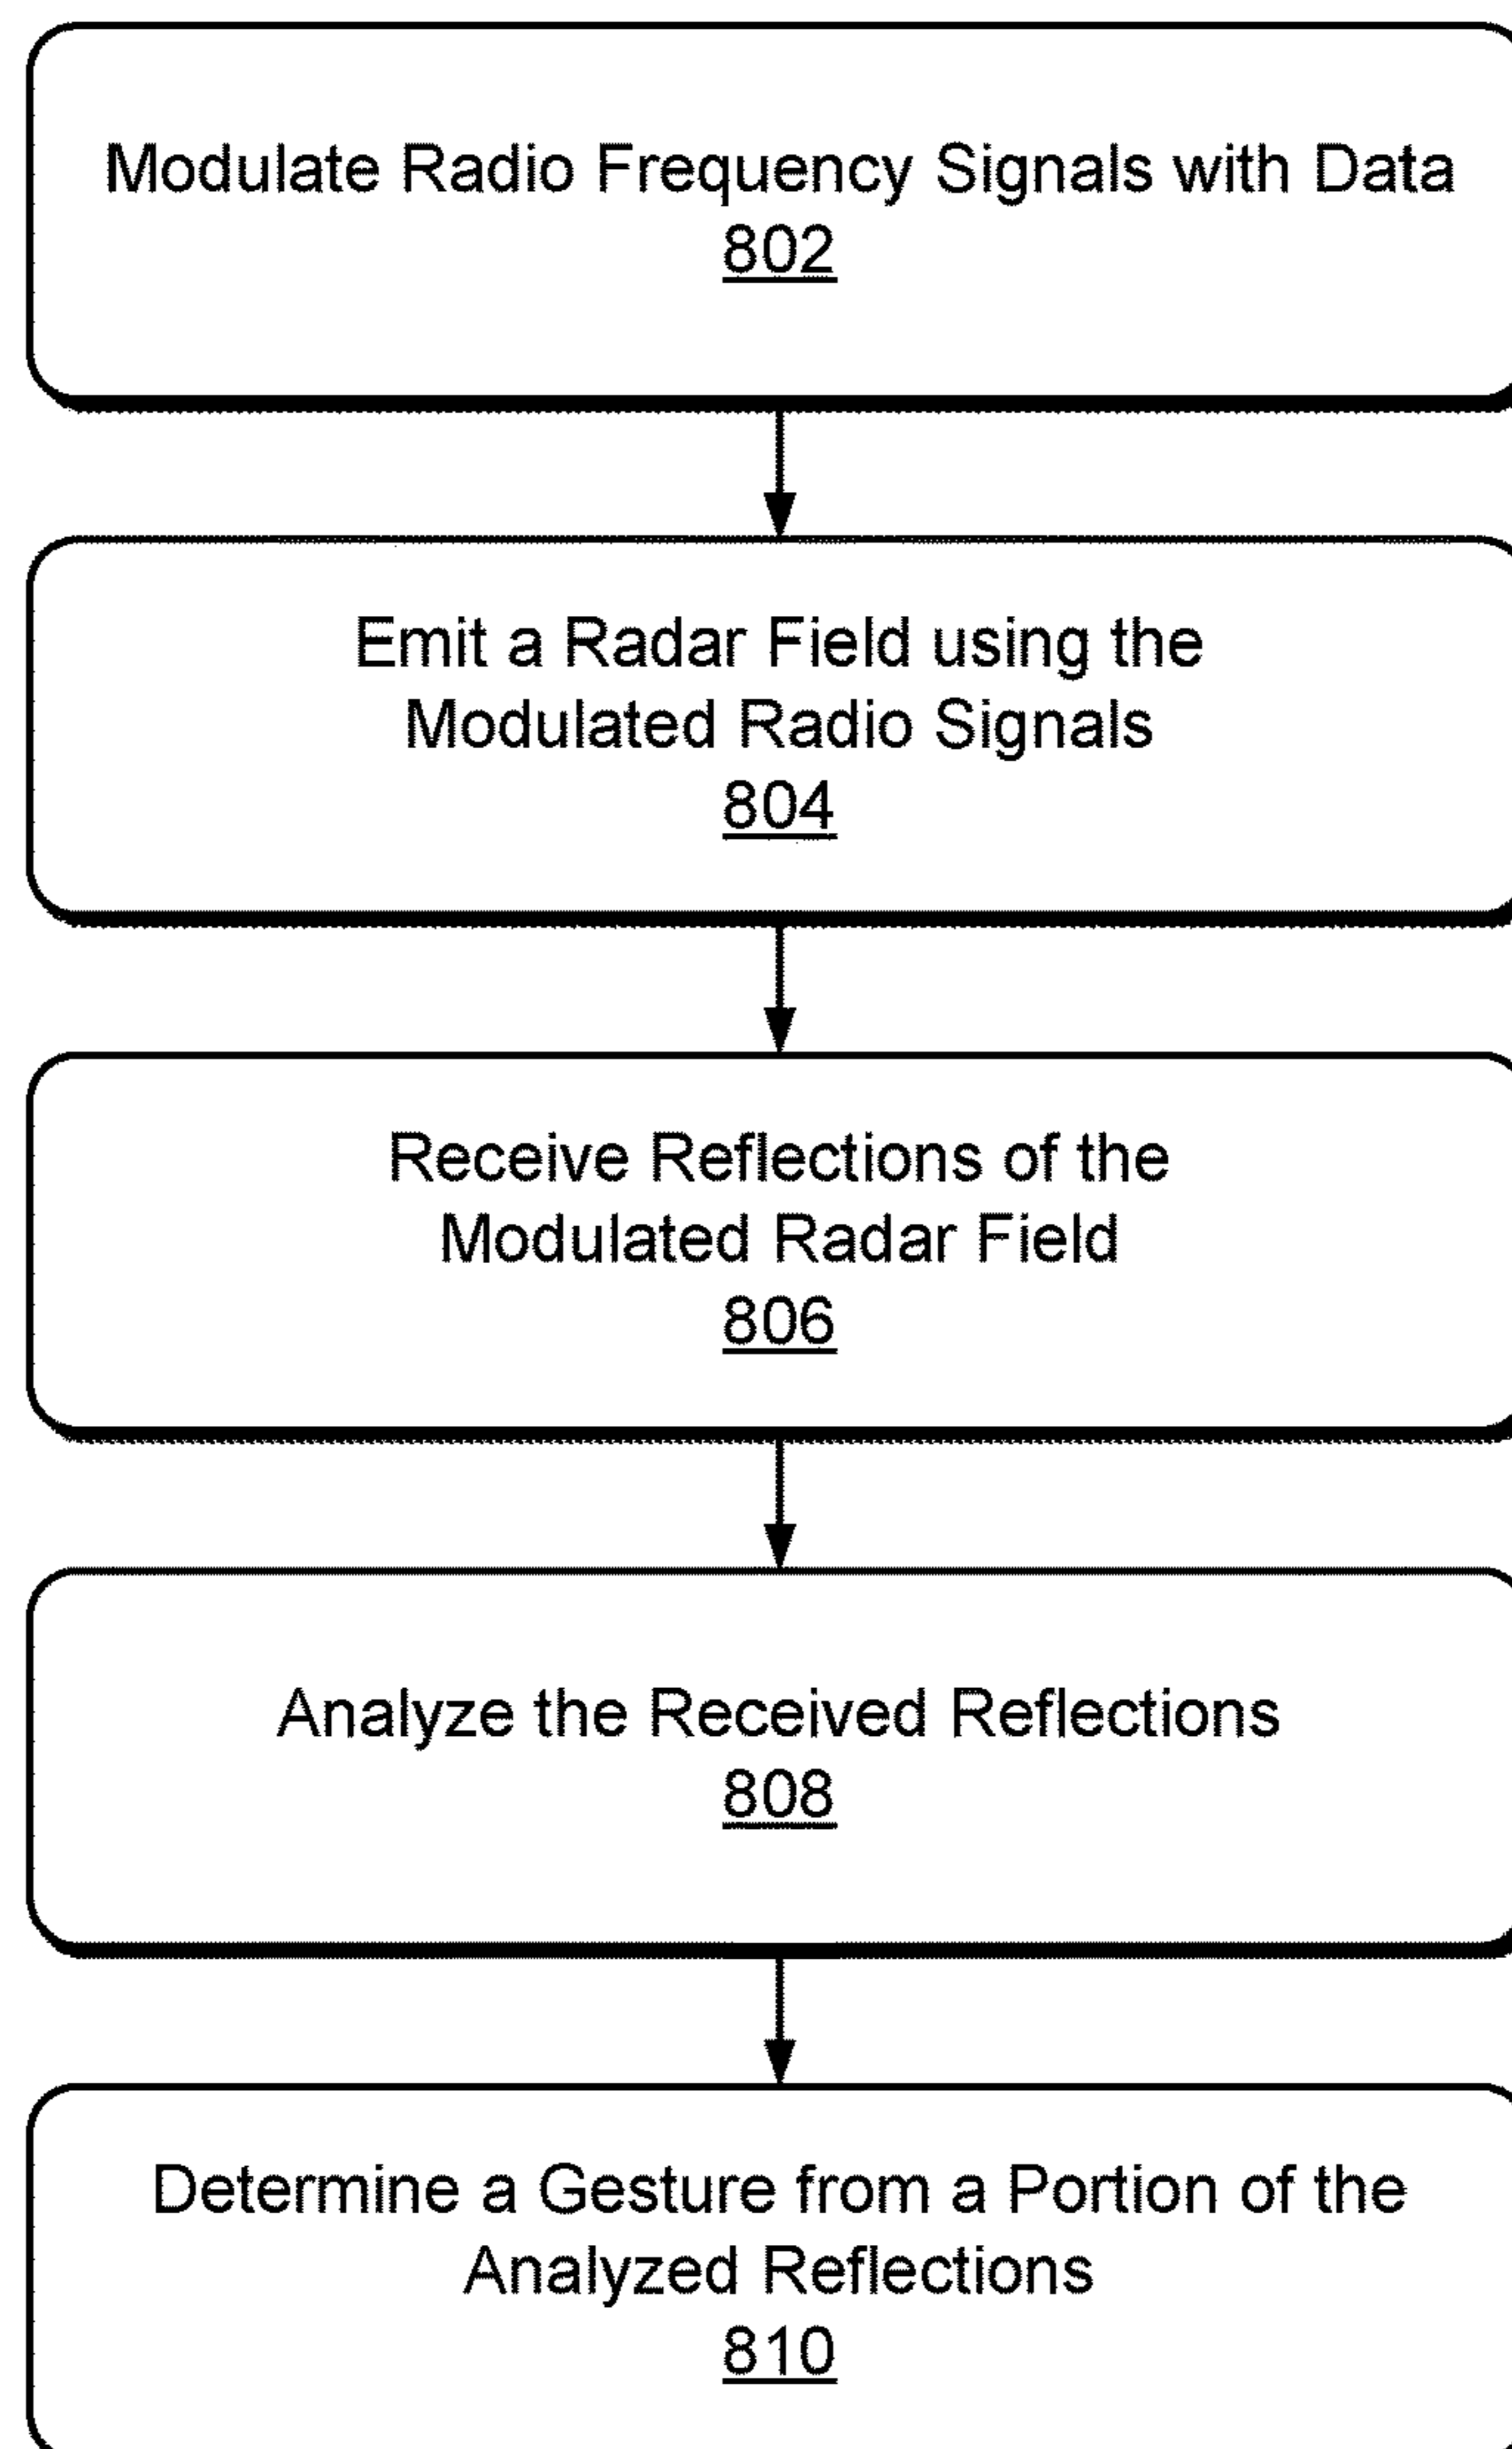 Modulate Radio Frequency Signals with Data
802
Emit a Radar Field using the
Modulated Radio Signals
804
Receive Reflections of the
Modulated Radar Field
806
Analyze the Received Reflections
808
Determine a Gesture from a Portion of the
Analyzed Reflections
810